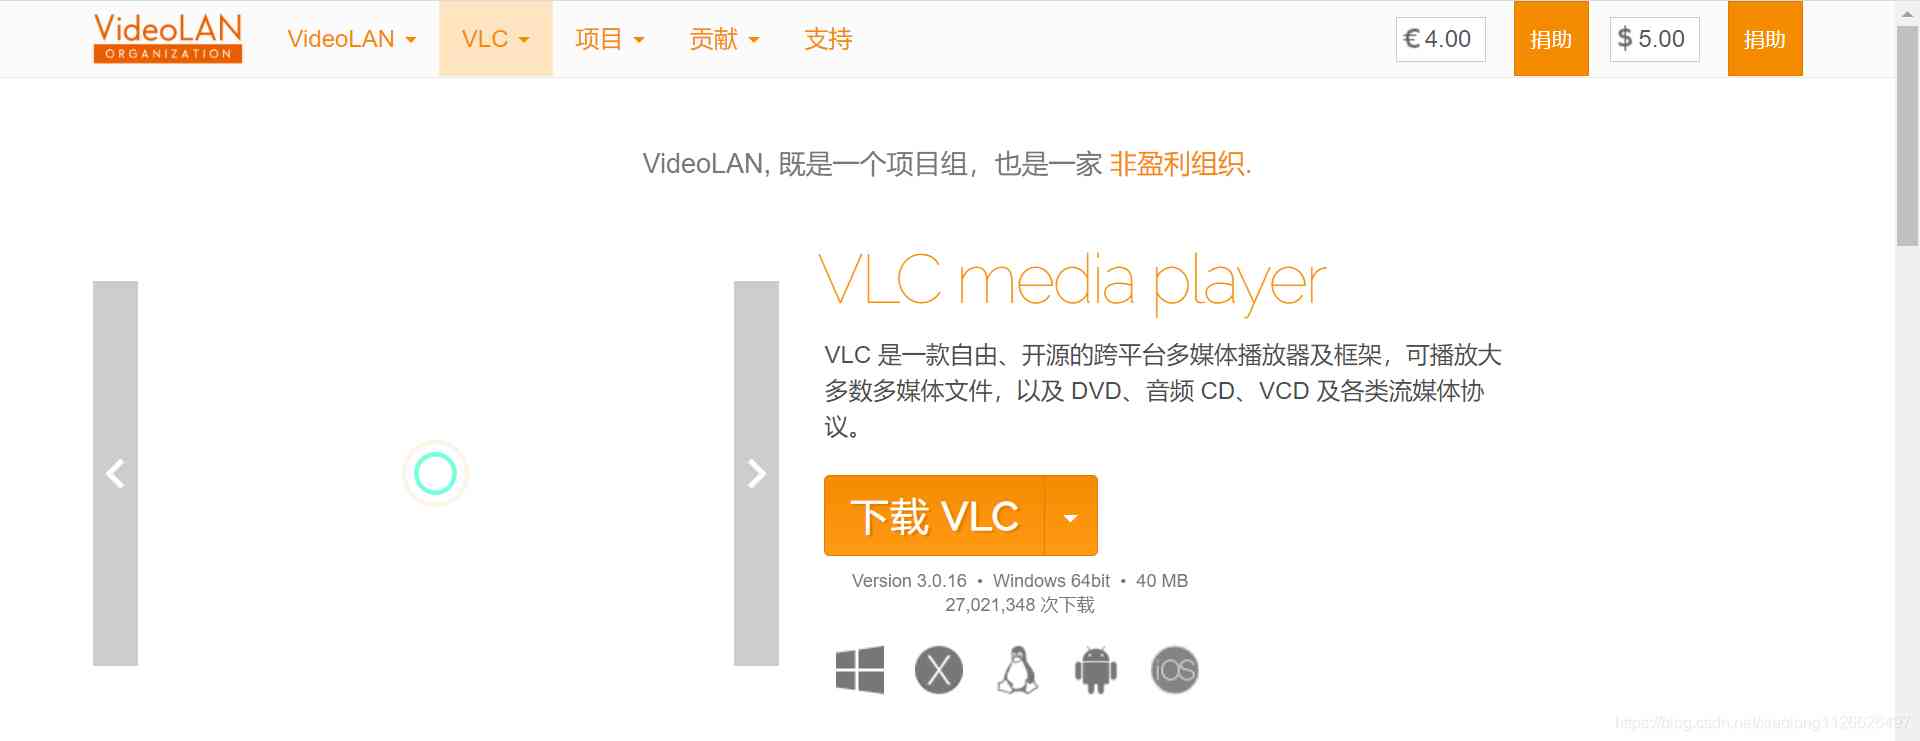 VideoLAN
ORGANIZATION
VideoLAN VLC 项目 贡献 支持 € 4.00 捐助 $ 5.00 捐助
VideoLAN, 既是一个项目组，也是一家 非盈利组织.
VLC media player
VLC 是一款自由、开源的跨平台多媒体播放器及框架，可播放大
多数多媒体文件，以及 DVD、音频 CD、VCD 及各类流媒体协
议。
下载 VLC
Version 3.0.16 • Windows 64bit • 40 MB
27,021,348 次下载
X
iOS